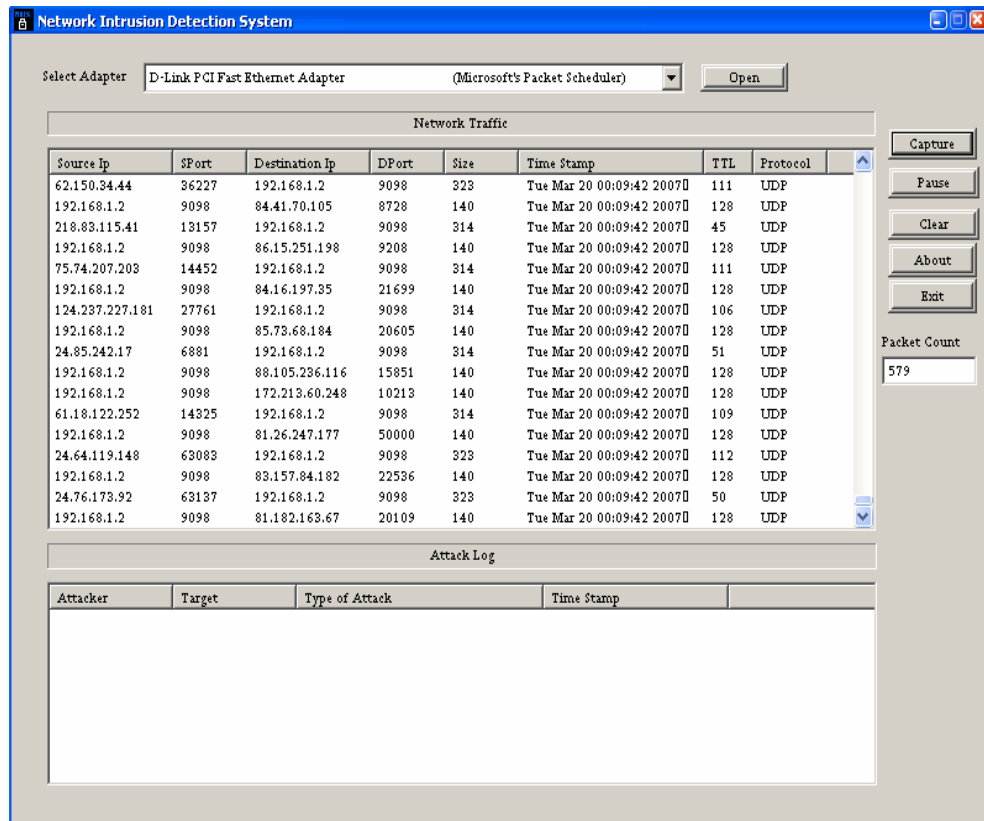 Network Intrusion Detection System
Select Adapter D-Link PCI Fast Ethernet Adapter (Microsoft's Packet Scheduler) Open
Network Traffic
Source Ip SPort Destination Ip DPort Size Time Stamp TTL Protocol
62.150.34.44 36227 192.168.1.2 9098 323 Tue Mar 20 00:09:42 2007 111 UDP
192.168.1.2 9098 84.41.70.105 8728 140 Tue Mar 20 00:09:42 2007 128 UDP
218.83.115.41 13157 192.168.1.2 9098 314 Tue Mar 20 00:09:42 2007 45 UDP
192.168.1.2 9098 86.15.251.198 9208 140 Tue Mar 20 00:09:42 2007 128 UDP
75.74.207.203 14452 192.168.1.2 9098 314 Tue Mar 20 00:09:42 2007 111 UDP
192.168.1.2 9098 84.16.197.35 21699 140 Tue Mar 20 00:09:42 2007 128 UDP
124.237.227.181 27761 192.168.1.2 9098 314 Tue Mar 20 00:09:42 2007 106 UDP
192.168.1.2 9098 85.73.68.184 20605 140 Tue Mar 20 00:09:42 2007 128 UDP
24.85.242.17 6881 192.168.1.2 9098 314 Tue Mar 20 00:09:42 2007 51 UDP
192.168.1.2 9098 88.105.236.116 15851 140 Tue Mar 20 00:09:42 2007 128 UDP
192.168.1.2 9098 172.213.60.248 10213 140 Tue Mar 20 00:09:42 2007 128 UDP
61.18.122.252 14325 192.168.1.2 9098 314 Tue Mar 20 00:09:42 2007 109 UDP
192.168.1.2 9098 81.26.247.177 50000 140 Tue Mar 20 00:09:42 2007 128 UDP
24.64.119.148 63083 192.168.1.2 9098 323 Tue Mar 20 00:09:42 2007 112 UDP
192.168.1.2 9098 83.157.84.182 22536 140 Tue Mar 20 00:09:42 2007 128 UDP
24.76.173.92 63137 192.168.1.2 9098 323 Tue Mar 20 00:09:42 2007 50 UDP
192.168.1.2 9098 81.182.163.67 20109 140 Tue Mar 20 00:09:42 2007 128 UDP
Capture
Pause
Clear
About
Exit
Packet Count
579
Attack Log
Attacker Target Type of Attack Time Stamp